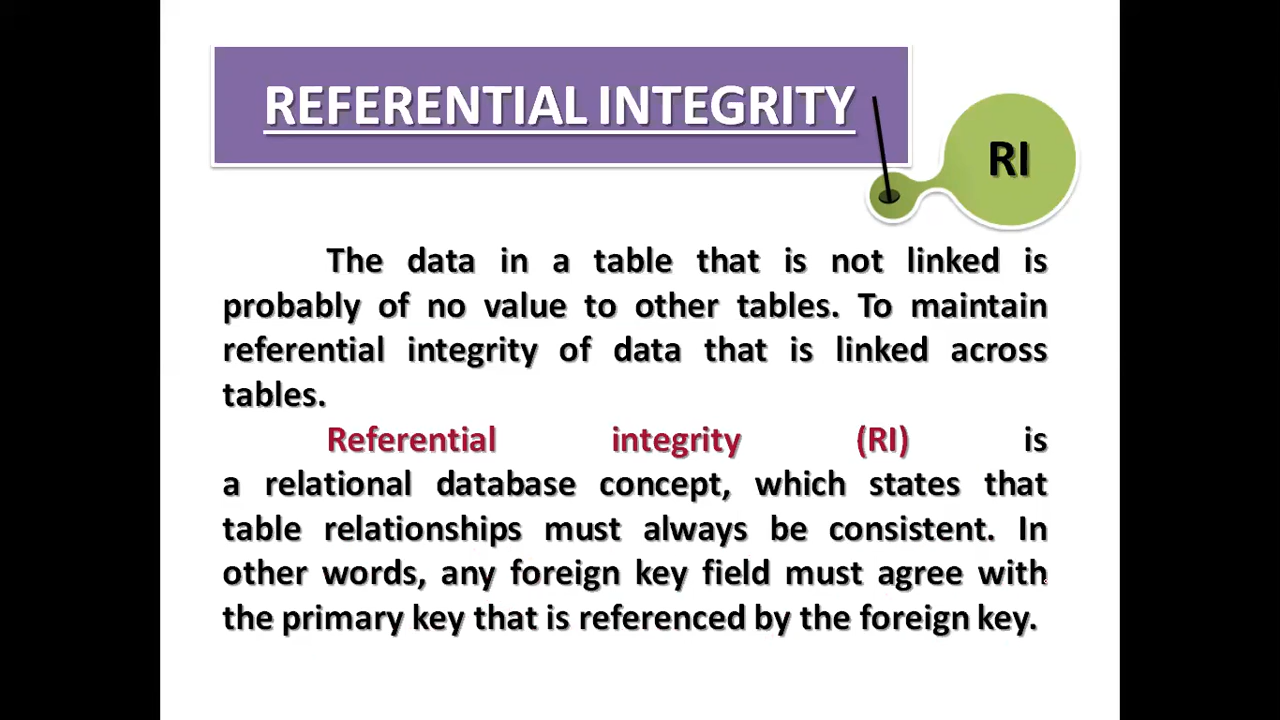 REFERENTIAL INTEGRITY
RI
The data in a table that is not linked is
probably of no value to other tables. To maintain
referential integrity of data that is linked across
tables.
Referential integrity (RI) is
a relational database concept, which states that
table relationships must always be consistent. In
other words, any foreign key field must agree with
the primary key that is referenced by the foreign key.